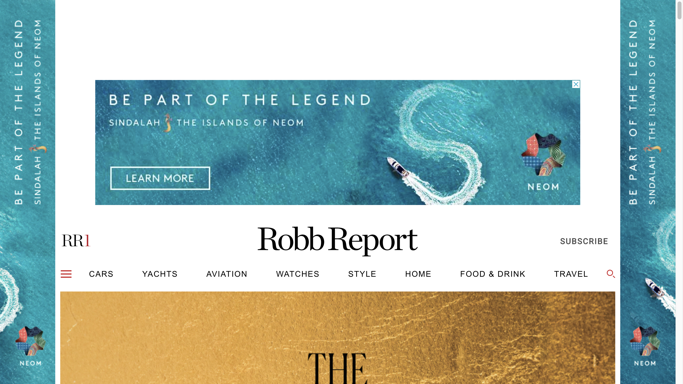 BE PART OF THE LEGEND
SINDALAH THE ISLANDS OF NEOM
NEOM
BE PART OF THE LEGEND
SINDALAH THE ISLANDS OF NEOM
LEARN MORE
NEOM
BE PART OF THE LEGEND
SINDALAH THE ISLANDS OF NEOM
NEOM
RR1
Robb Report
SUBSCRIBE
CARS YACHTS AVIATION WATCHES STYLE HOME FOOD & DRINK TRAVEL
THE